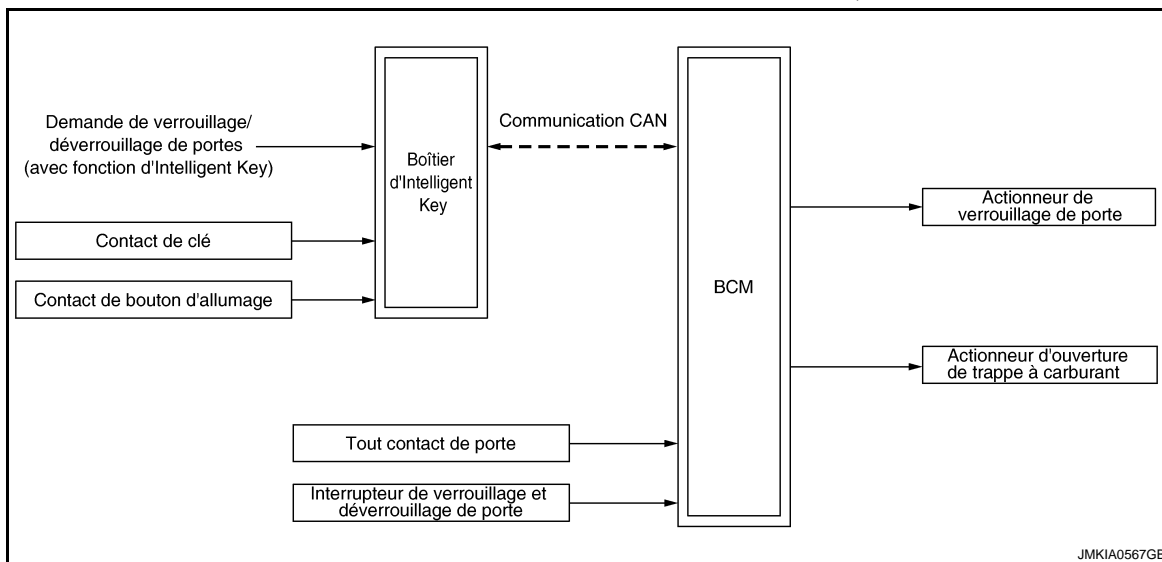 Demande de verrouillage/
déverrouillage de portes
(avec fonction d'Intelligent Key)
Contact de clé
Contact de bouton d'allumage
Boîtier
d'Intelligent
Key
Communication CAN
Tout contact de porte
Interrupteur de verrouillage et
déverrouillage de porte
BCM
Actionneur de
verrouillage de porte
Actionneur d'ouverture
de trappe à carburant
JMKIA0567GB